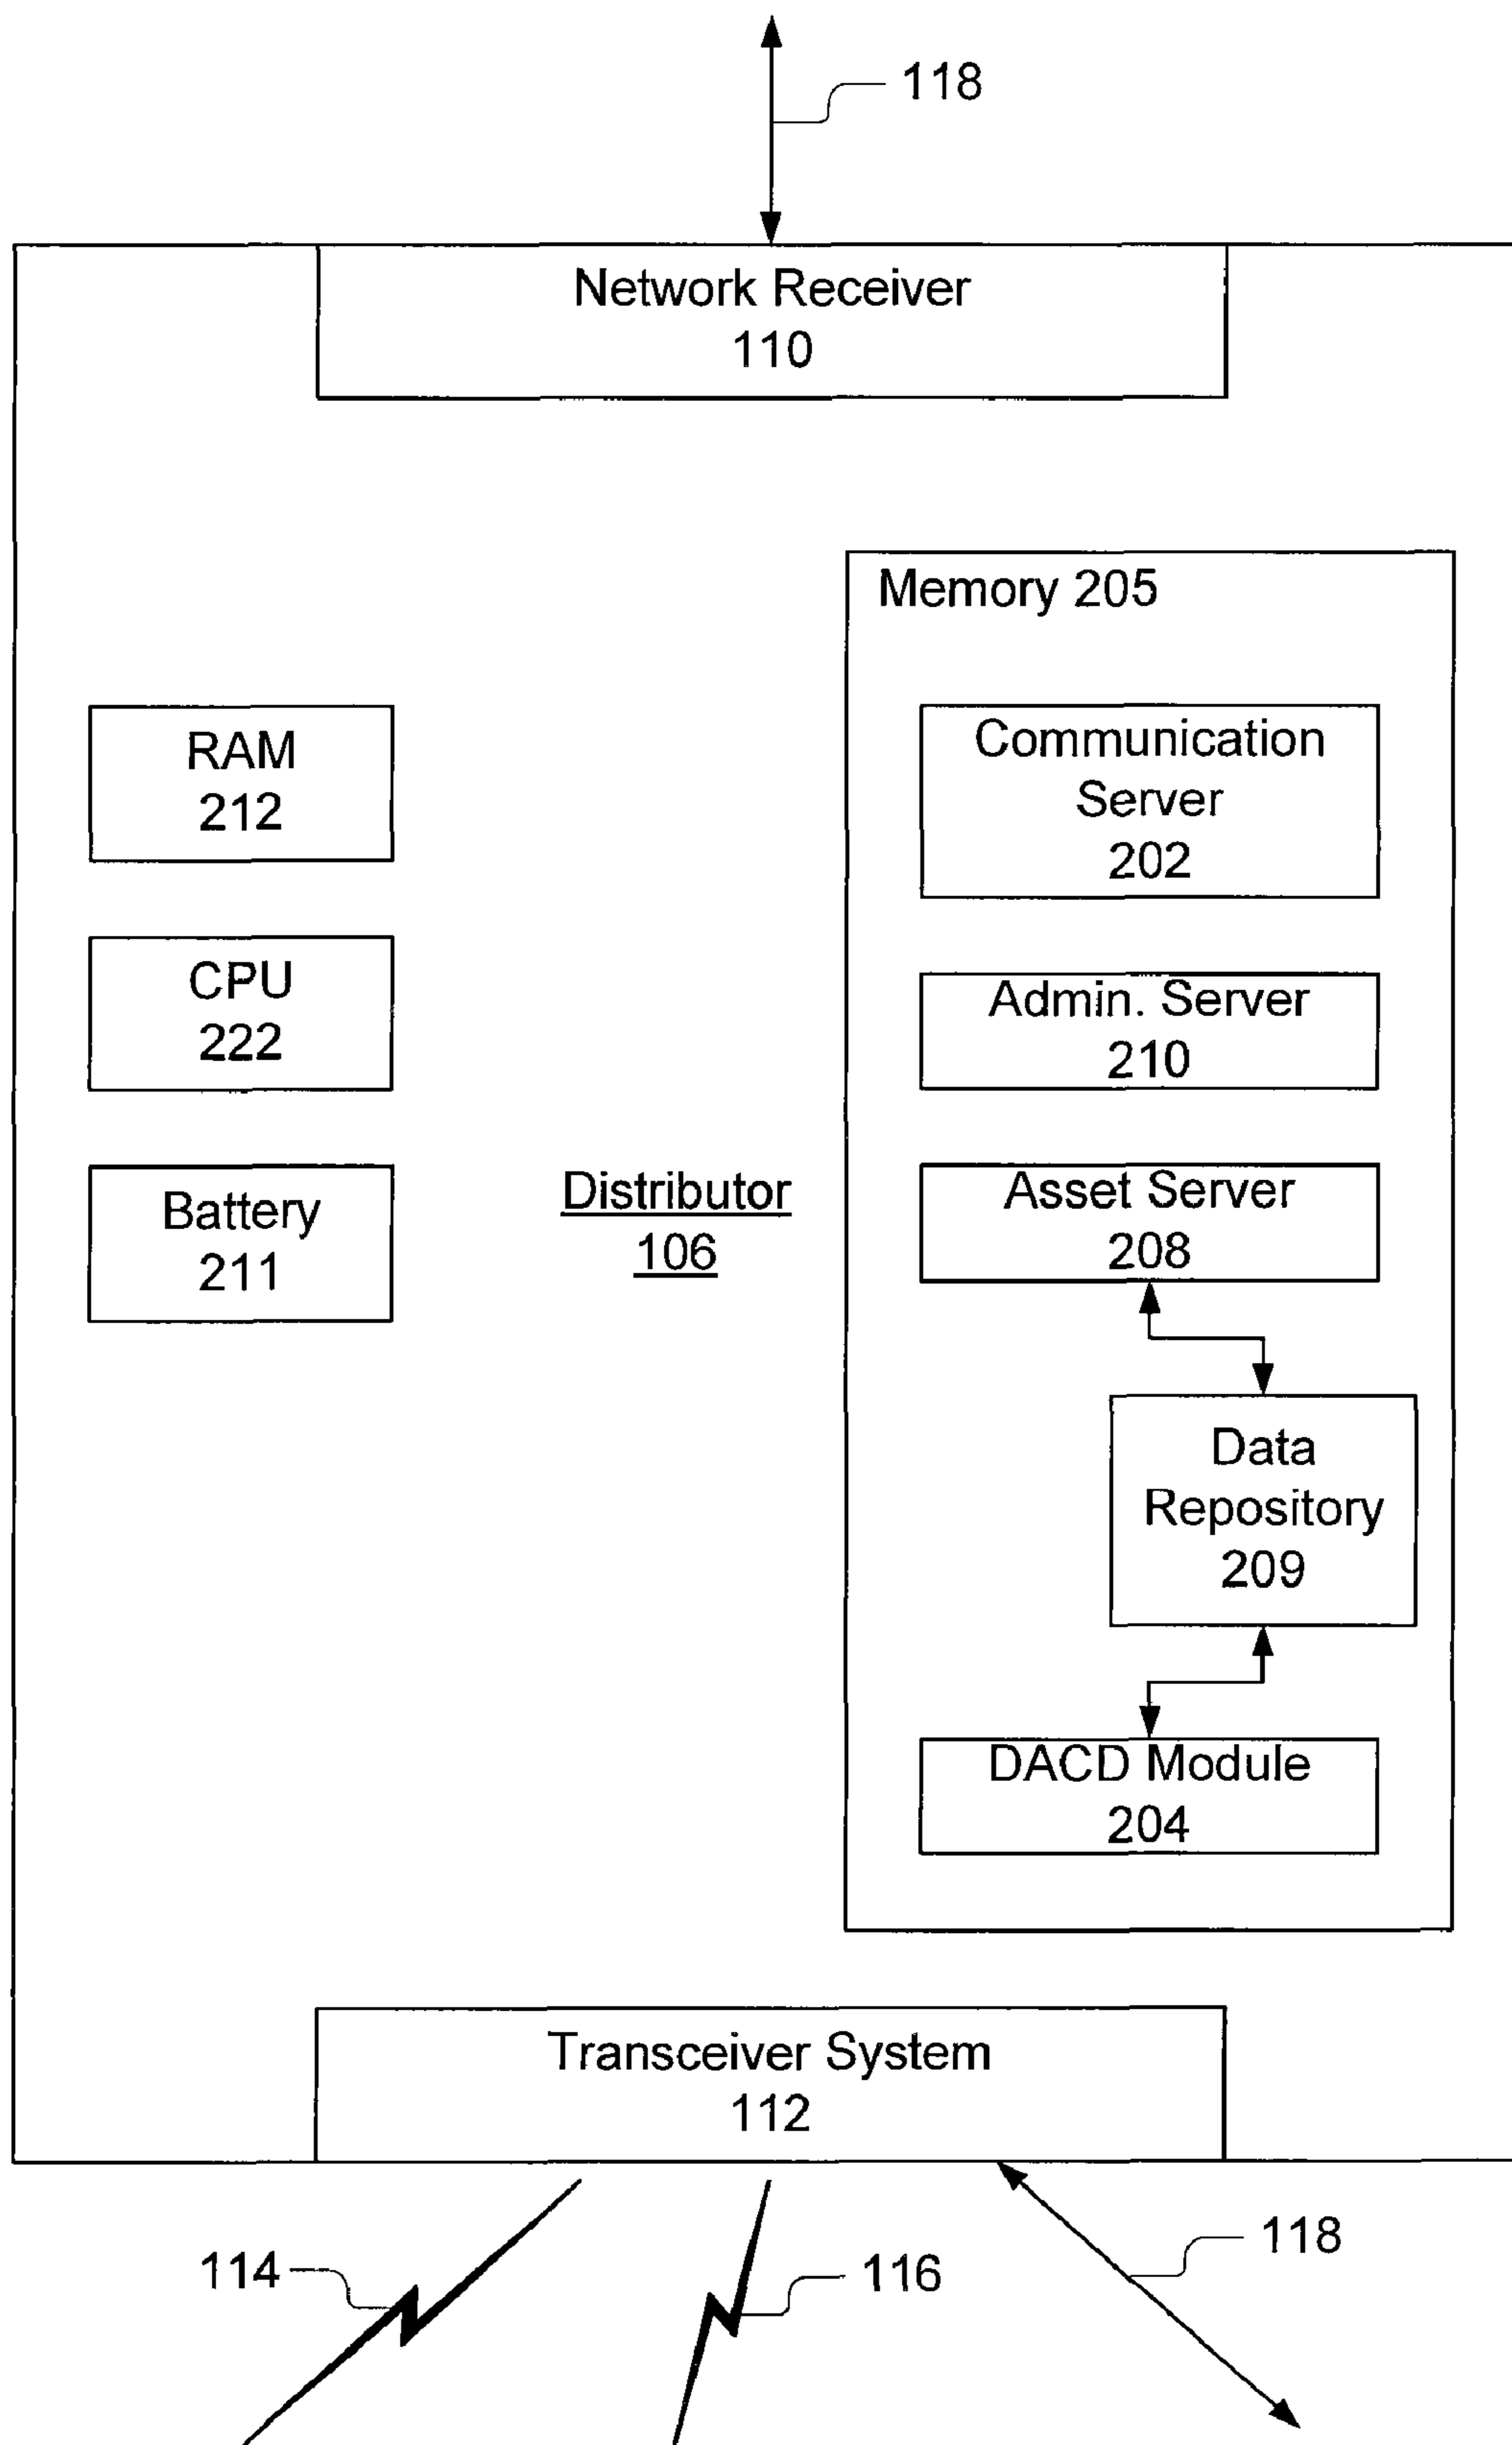 118
Network Receiver
110
Memory 205
RAM
212
Communication
Server
202
CPU
222
Admin. Server
210
Battery
211
Distributor
106
Asset Server
208
Data
Repository
209
DACD Module
204
Transceiver System
112
114
116
118